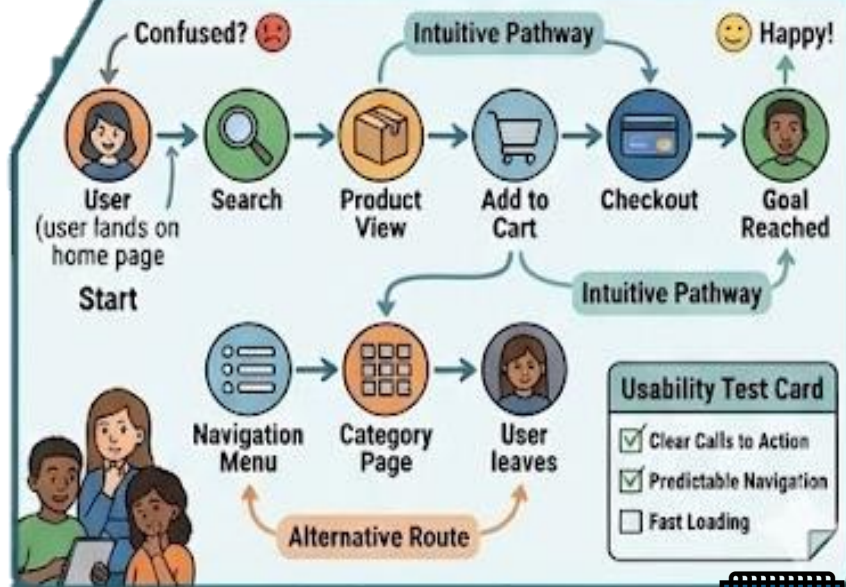 Confused?
Intuitive Pathway
Happy!
User
(user lands on
home page
Start
Search
Product
View
Add to
Cart
Checkout
Goal
Reached
Intuitive Pathway
Navigation
Menu
Category
Page
User
leaves
Alternative Route
Usability Test Card
Clear Calls to Action
Predictable Navigation
Fast Loading